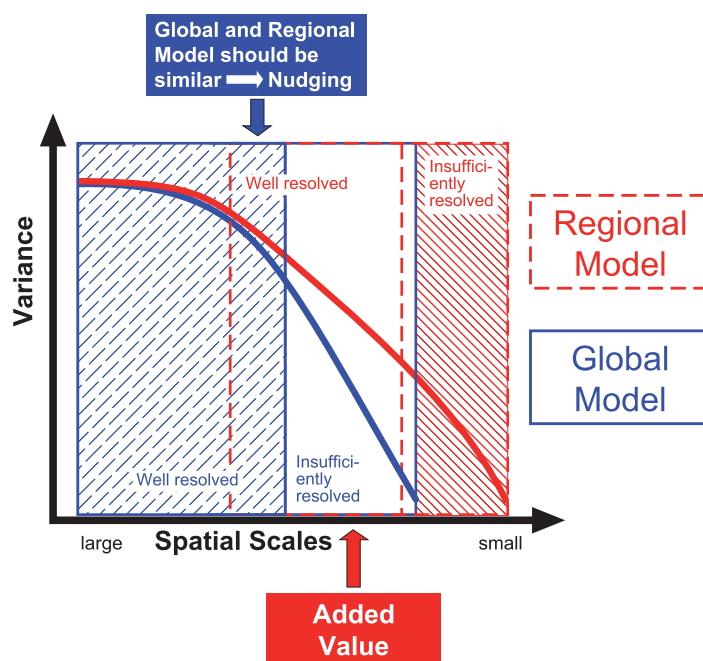 Global and Regional
Model should be
similar Nudging
Variance
Well resolved
Insuffici-
ently
resolved
Regional
Model
Global
Model
Well resolved
Insuffici-
ently
resolved
large
Spatial Scales
small
Added
Value